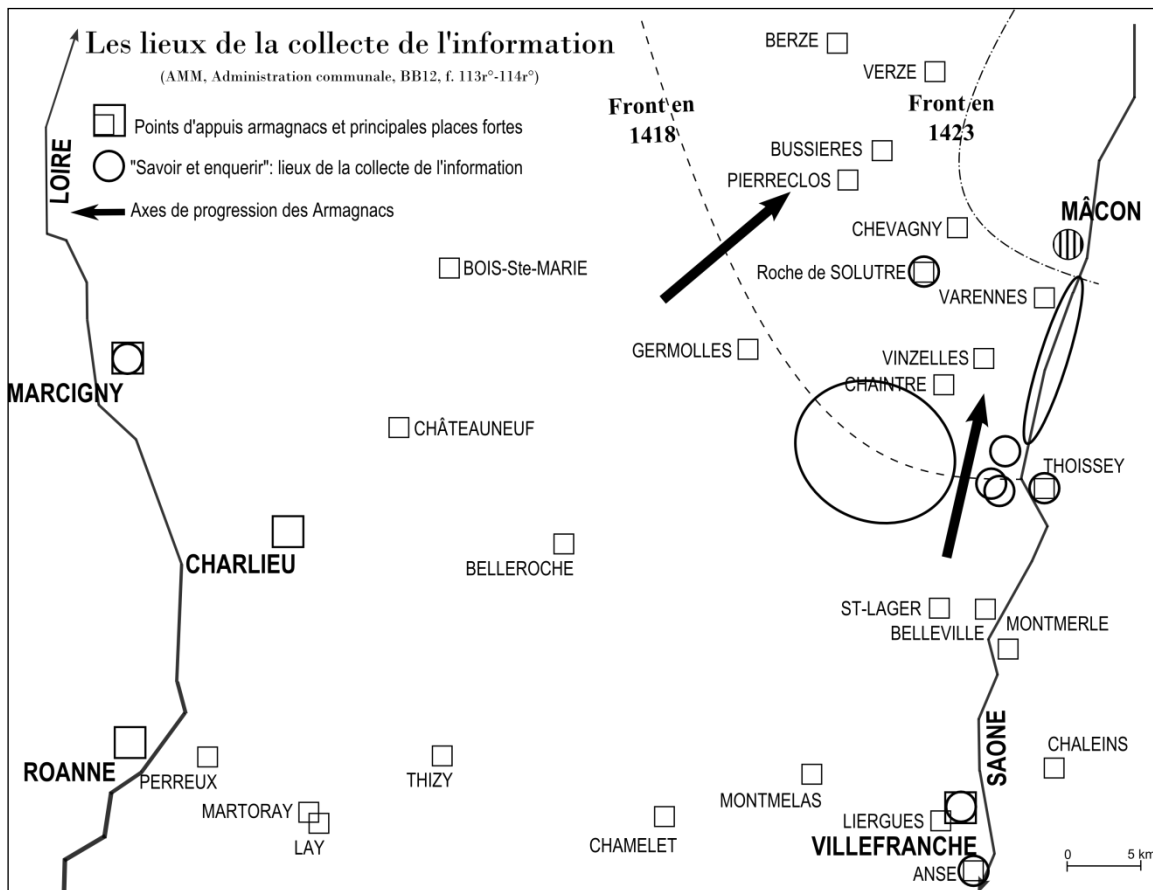 Les lieux de la collecte de l'information
(AMM, Administration communale, BB12, f. 113r°-114r°)
Points d'appuis armagnacs et principales places fortes
"Savoir et enquerir": lieux de la collecte de l'information
Axes de progression des Armagnacs
LOIRE
BERZE
VERZE
Front en
1418
Front en
1423
BUSSIERES
PIERRECLOS
MÂCON
CHEVAGNY
BOIS-Ste-MARIE
Roche de SOLUTRE
VARENNES
GERMOLLES
VINZELLES
MARCIGNY
CHAINTRE
CHÂTEAUNEUF
THOISSEY
CHARLIEU
BELLEROCHE
ST-LAGER
BELLEVILLE
MONTMERLE
SAONE
ROANNE
PERREUX
THIZY
CHALEINS
MONTMELAS
MARTORAY
LAY
CHAMELET
LIERGUES
VILLEFRANCHE
ANSE
0 5 km